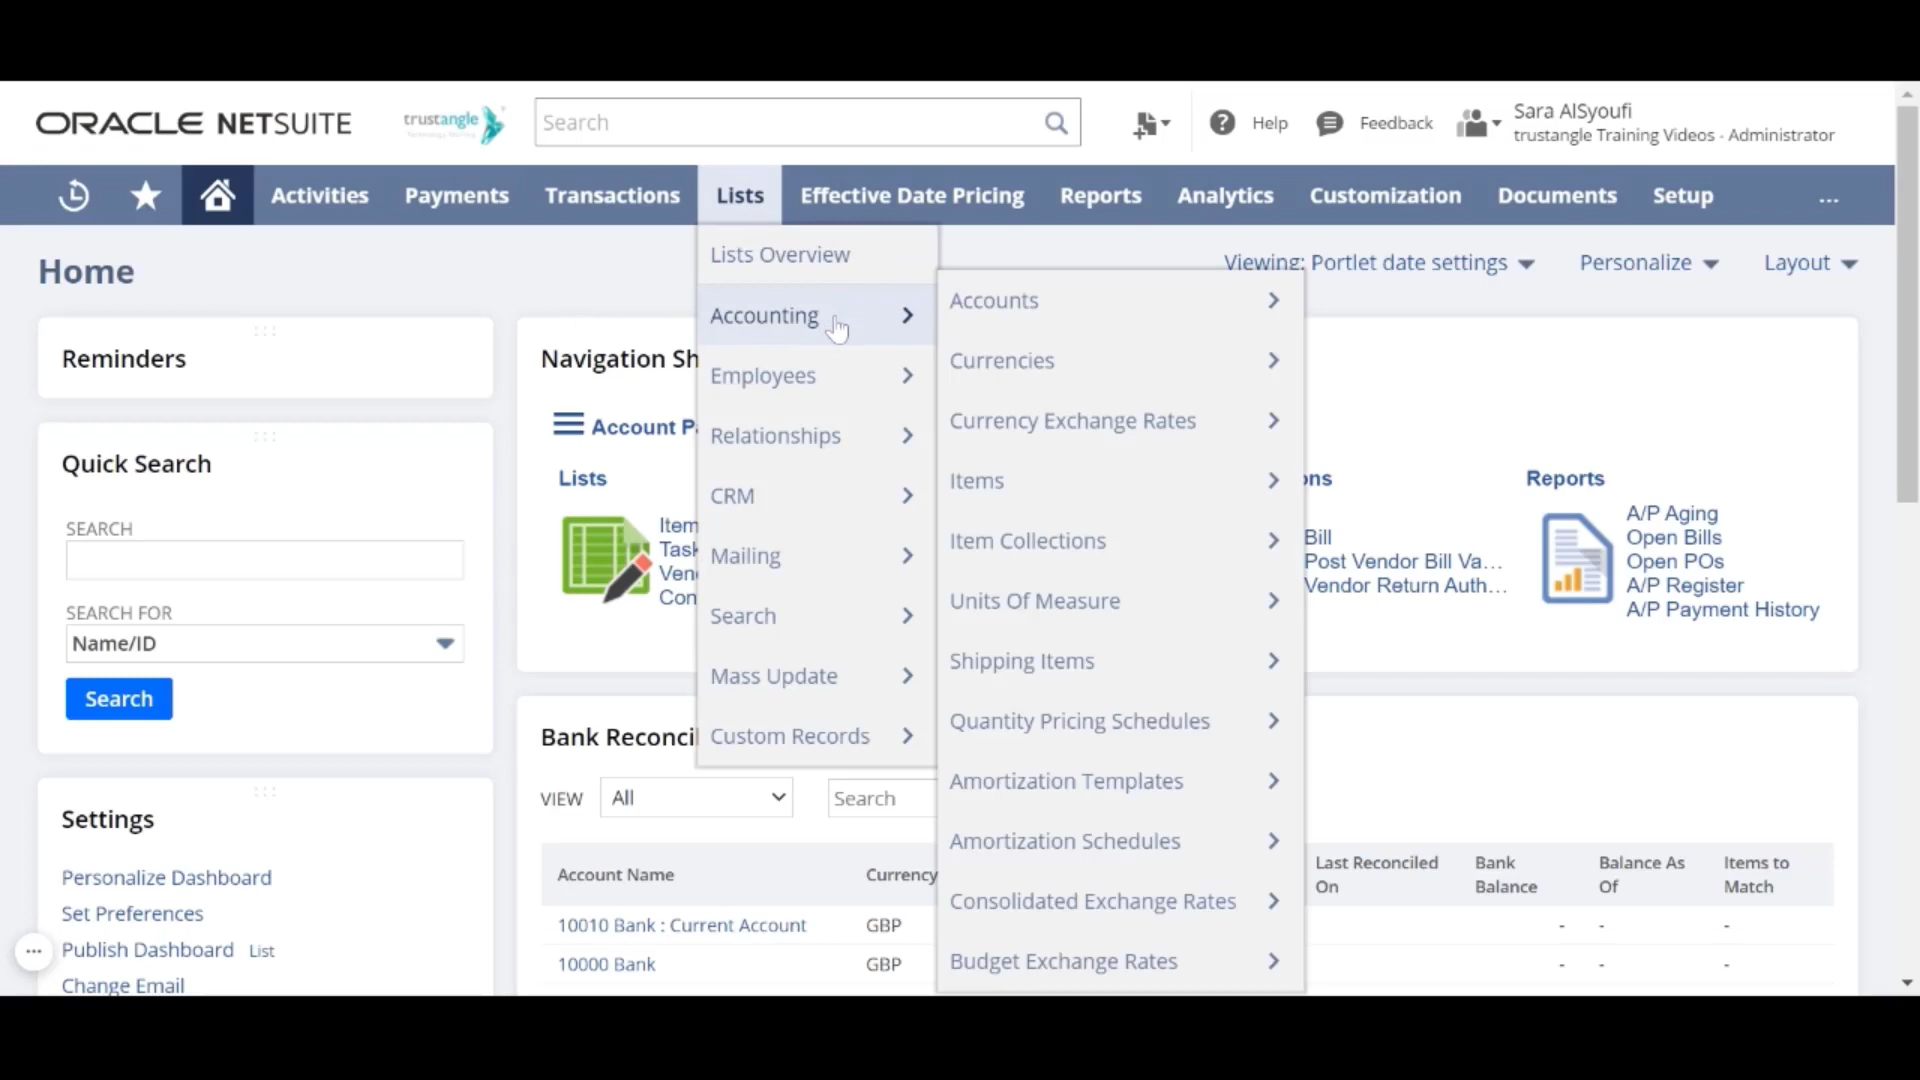 ORACLE NETSUITE
trustangle
Search
Help
Feedback
Sara AlSyoufi
trustangle Training Videos - Administrator
Activities
Payments
Transactions
Lists
Effective Date Pricing
Reports
Analytics
Customization
Documents
Setup
...
Home
Viewing: Portlet date settings
Personalize
Layout
Lists Overview
Accounting
Employees
Relationships
CRM
Mailing
Search
Mass Update
Custom Records
Accounts
Currencies
Currency Exchange Rates
Items
Item Collections
Units Of Measure
Shipping Items
Quantity Pricing Schedules
Amortization Templates
Amortization Schedules
Consolidated Exchange Rates
Budget Exchange Rates
Reminders
Quick Search
SEARCH
SEARCH FOR
Name/ID
Search
Settings
Personalize Dashboard
Set Preferences
Publish Dashboard List
Change Email
Navigation Sh
Account P
Lists
Item
Task
Ven
Con
ons
Bill
Post Vendor Bill Va...
Vendor Return Auth...
Reports
A/P Aging
Open Bills
Open POs
A/P Register
A/P Payment History
Bank Reconci
VIEW All Search
Account Name
Currency
Last Reconciled On
Bank Balance
Balance As Of
Items to Match
10010 Bank : Current Account GBP - - -
10000 Bank GBP - - -